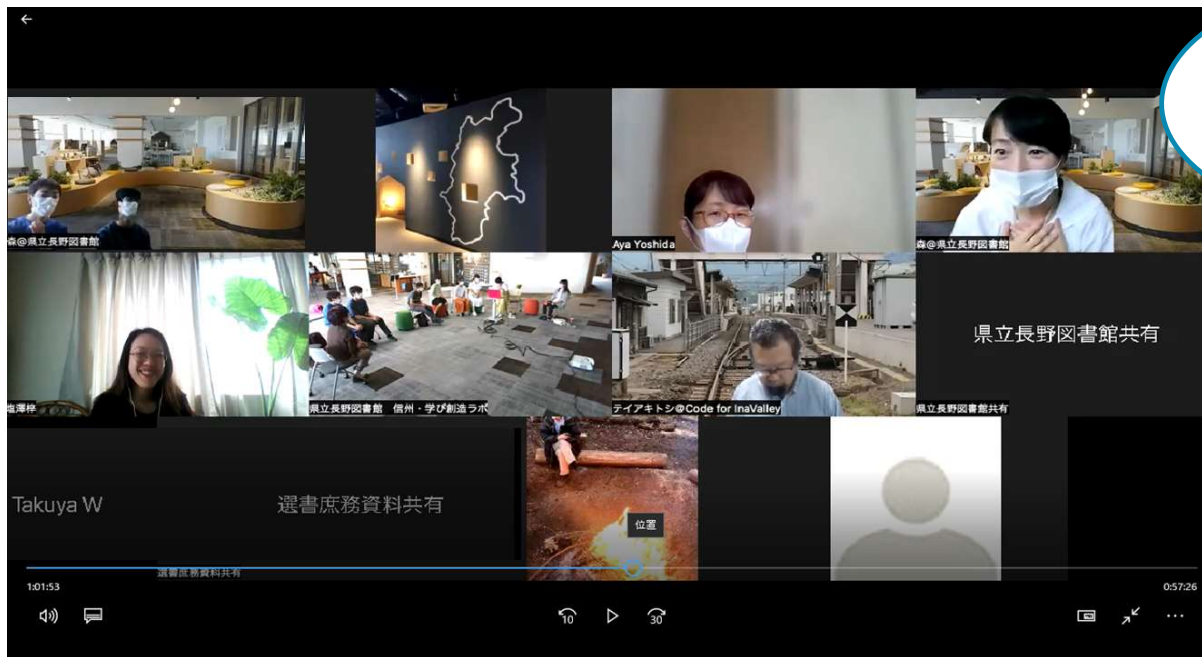 森@県立長野図書館
Aya Yoshida
森@県立長野図書館
塩澤梓
県立長野図書館 信州・学び創造ラボ
テイアキトシ@Code for InaValley
県立長野図書館共有
県立長野図書館共有
Takuya W
選書庶務資料共有
選書庶務資料共有
位置
1:01:53
0:57:26
10
30